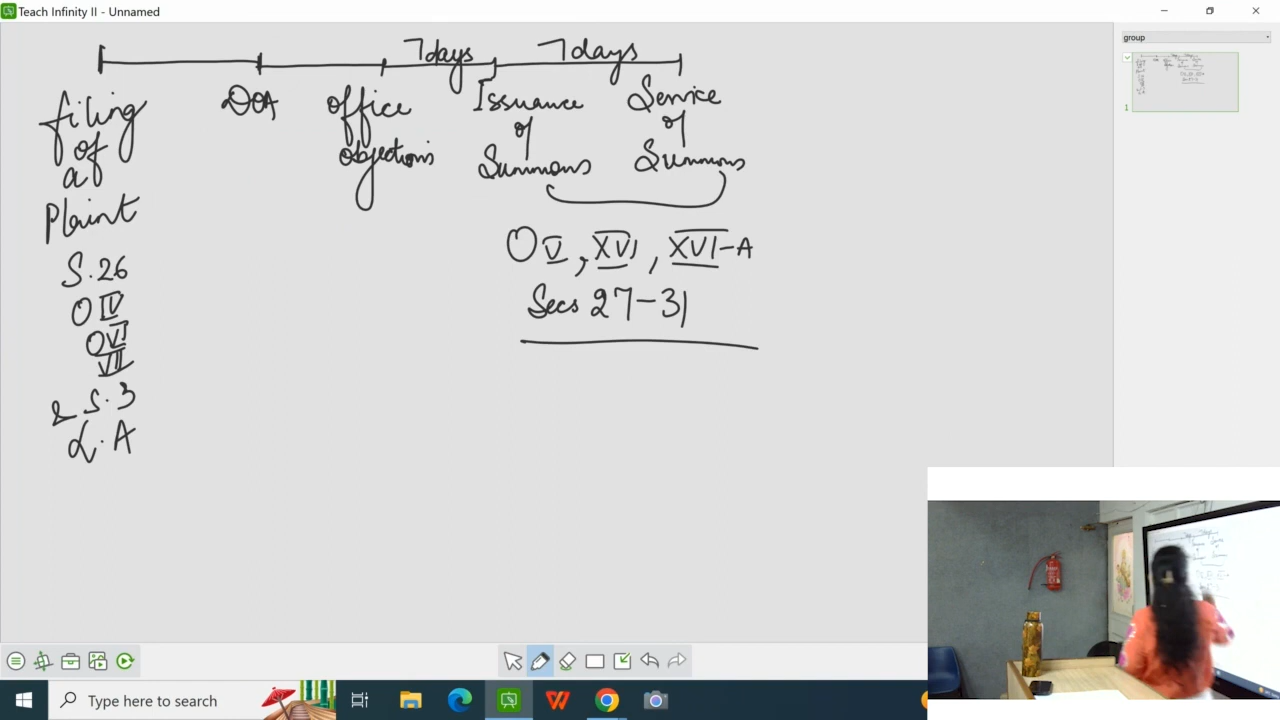 Teach Infinity II - Unnamed
group
1
7days 7days
filing of a Plaint
DOA
office objections
Issuance of Summons
Service of Summons
S.26
O IV
O VI
VII
& S.3
L.A
O V, XVI, XVI-A
Secs 27-31
Type here to search